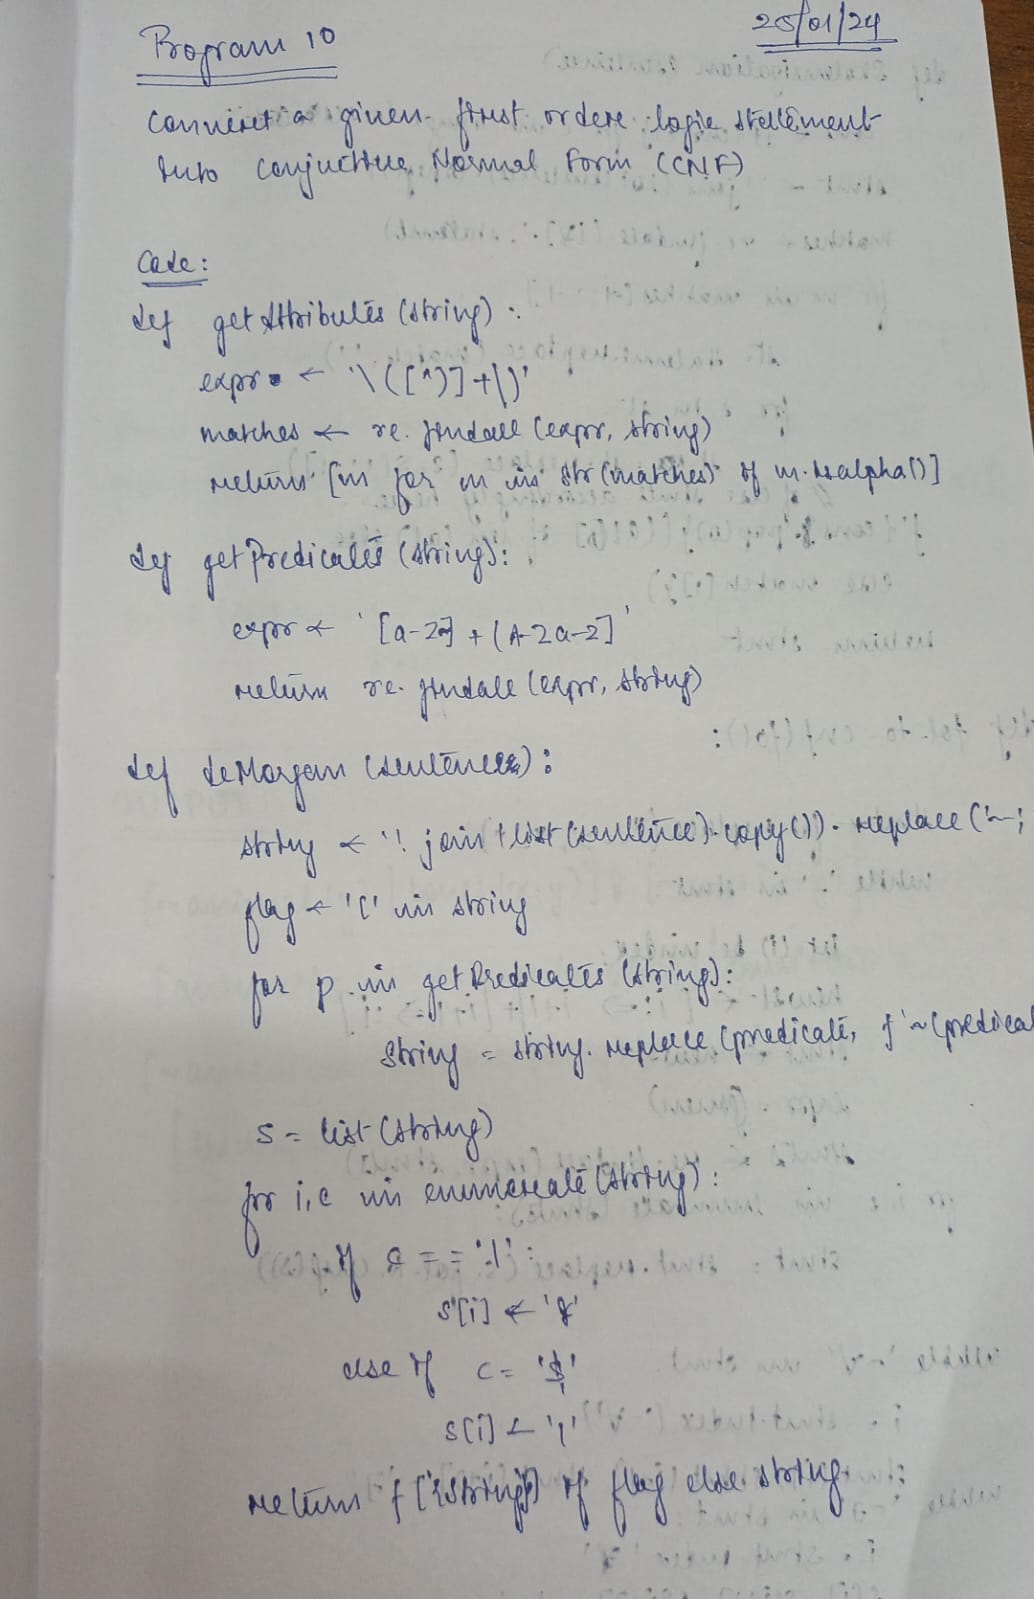 Program 10
25/01/24
Convert a given first order logic statement
into Conjuctive Normal Form (CNF)
Code:
def getAttributes (string) :
expr ← '\([^)]+\)'
matches ← re. findall (expr, string)
return [m for m in str(matches) if m.isalpha()]
def getPredicates (string):
expr ← '[a-z~]+(A-Za-z]'
return re. findall (expr, string)
def DeMorgan (sentence):
string ← ''. join (list (sentence).copy()). replace ('~~;
flag ← '[' in string
for p in getPredicates (string):
string = string. replace (predicate, f'~(predica
s = list (string)
for i,c in enumerate (string):
if c == '|':
s[i] ← '&'
else if c = '&'
s[i] ← '|'
return f['{string}] if flag else string